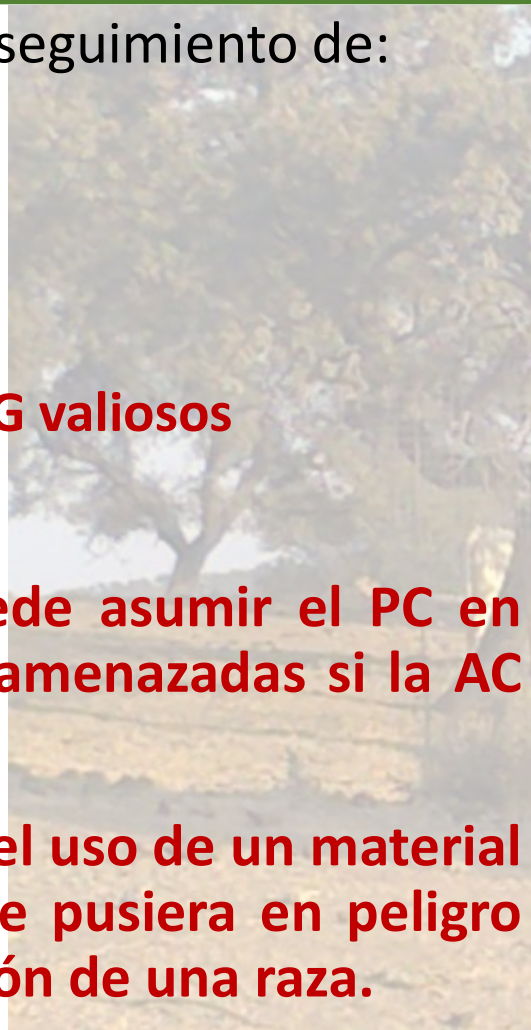 seguimiento de:
G valiosos
ede asumir el PC en
amenazadas si la AC
el uso de un material
e pusiera en peligro
ón de una raza.